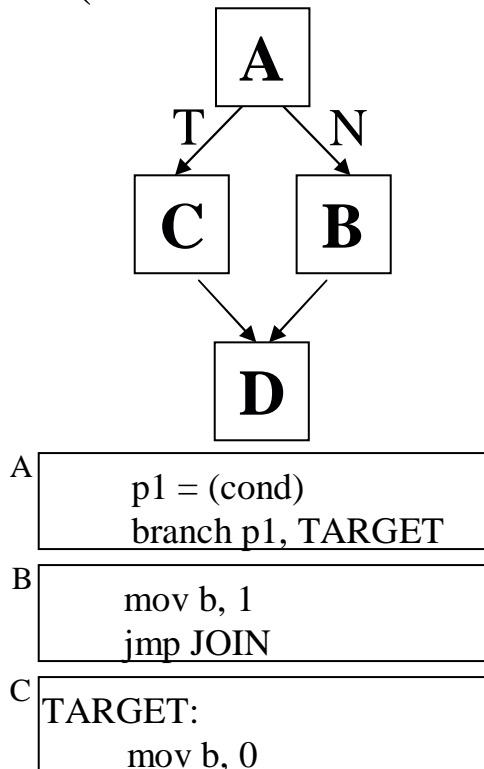 (
A
T N
C B
D
A
p1 = (cond)
branch p1, TARGET
B
mov b, 1
jmp JOIN
C
TARGET:
mov b, 0